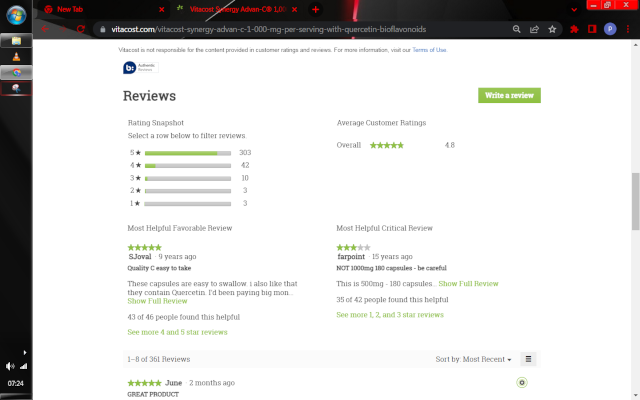 New Tab
Vitacost Synergy Advan-C® 1,00
vitacost.com/vitacost-synergy-advan-c-1-000-mg-per-serving-with-quercetin-bioflavonoids
Vitacost is not responsible for the content provided in customer ratings and reviews. For more information, visit our Terms of Use.
b:
Authentic
Reviews
Reviews
Write a review
Rating Snapshot
Select a row below to filter reviews.
5★ 303
4★ 42
3★ 10
2★ 3
1★ 3
Average Customer Ratings
Overall ★★★★★ 4.8
Most Helpful Favorable Review
★★★★★
SJoval · 9 years ago
Quality C easy to take
These capsules are easy to swallow. i also like that
they contain Quercetin. I'd been paying big mon...
Show Full Review
43 of 46 people found this helpful
See more 4 and 5 star reviews
Most Helpful Critical Review
★★★★★
farpoint · 15 years ago
NOT 1000mg 180 capsules - be careful
This is 500mg - 180 capsules... Show Full Review
35 of 42 people found this helpful
See more 1, 2, and 3 star reviews
1–8 of 361 Reviews
Sort by: Most Recent ▼
★★★★★ June · 2 months ago
GREAT PRODUCT
P
07:24